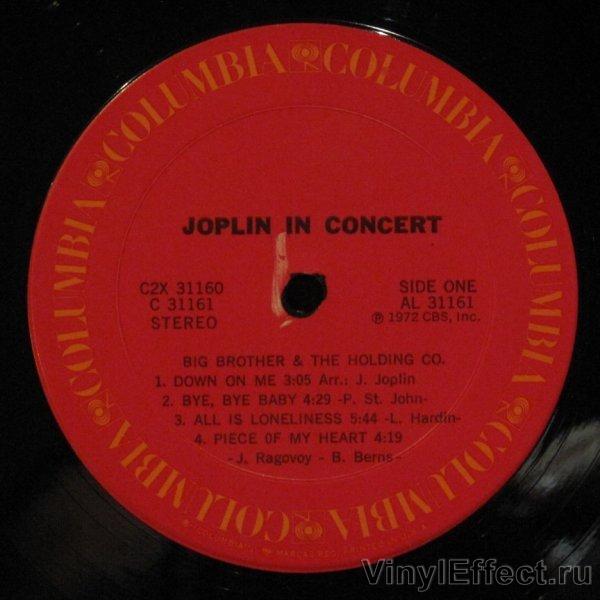 COLUMBIA COLUMBIA COLUMBIA COLUMBIA COLUMBIA COLUMBIA
JOPLIN IN CONCERT
C2X 31160
C 31161
STEREO
SIDE ONE
AL 31161
Ⓟ 1972 CBS, Inc.
BIG BROTHER & THE HOLDING CO.
1. DOWN ON ME 3:05 Arr.: J. Joplin
2. BYE, BYE BABY 4:29 -P. St. John-
3. ALL IS LONELINESS 5:44 -L. Hardin-
4. PIECE OF MY HEART 4:19
-J. Ragovoy - B. Berns-
VinylEffect.ru